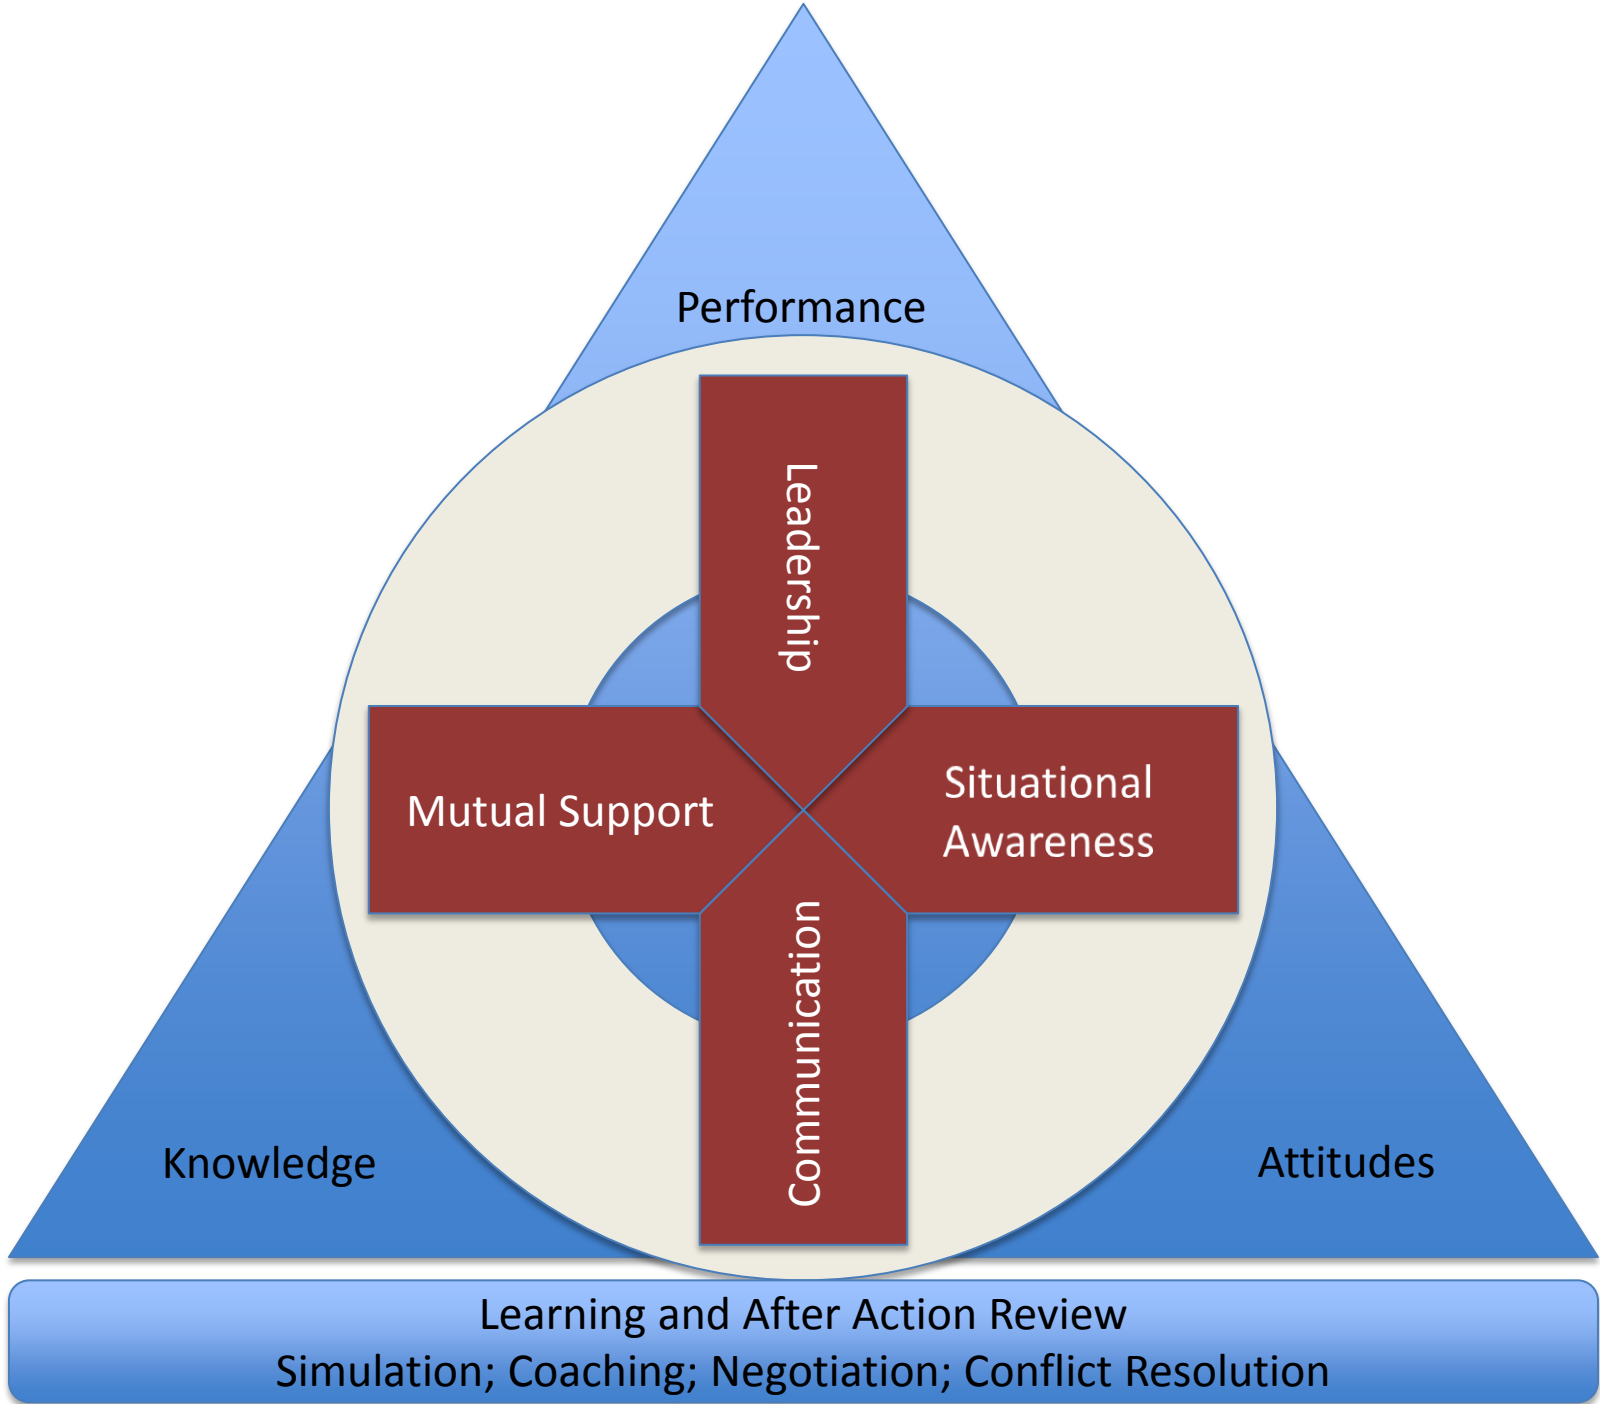 Performance
Leadership
Mutual Support
Situational
Awareness
Communication
Knowledge
Attitudes
Learning and After Action Review
Simulation; Coaching; Negotiation; Conflict Resolution